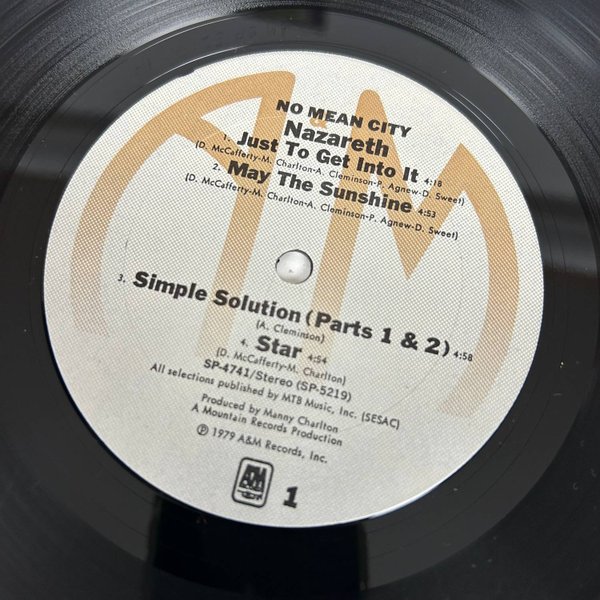 A&M
NO MEAN CITY
Nazareth
1. Just To Get Into It 4:18
(D. McCafferty-M. Charlton-A. Cleminson-P. Agnew-D. Sweet)
2. May The Sunshine 4:53
(D. McCafferty-M. Charlton-A. Cleminson-P. Agnew-D. Sweet)
3. Simple Solution (Parts 1 & 2) 4:58
(A. Cleminson)
4. Star 4:54
(D. McCafferty-M. Charlton)
SP-4741/Stereo (SP-5219)
All selections published by MTB Music, Inc. (SESAC)
Produced by Manny Charlton
A Mountain Records Production
℗ 1979 A&M Records, Inc.
A&M 1